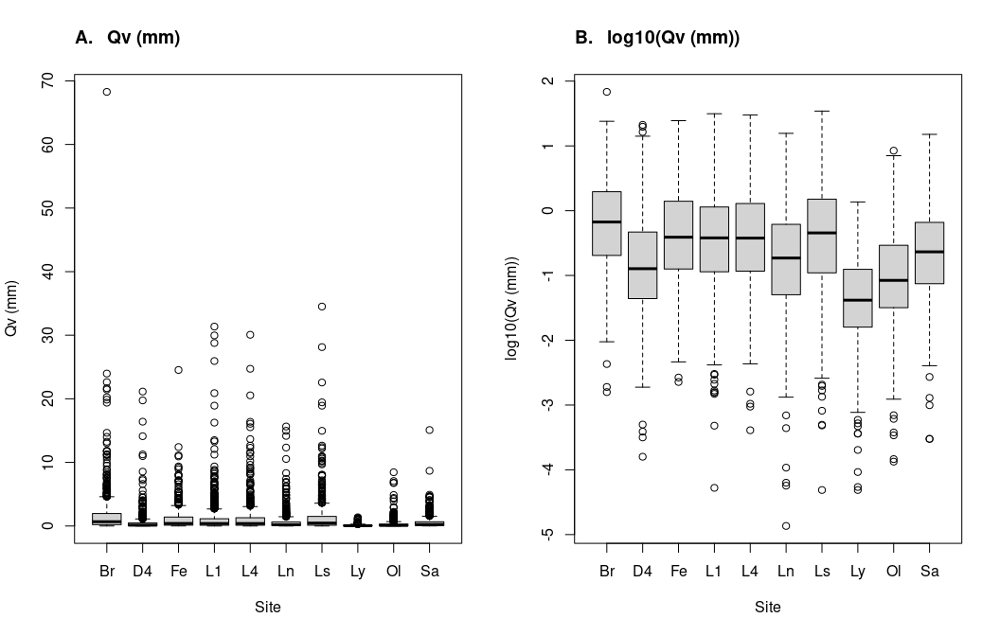 A. Qv (mm)
Qv (mm)
70
60
50
40
30
20
10
0
Br D4 Fe L1 L4 Ln Ls Ly Ol Sa
Site
B. log10(Qv (mm))
log10(Qv (mm))
2
1
0
-1
-2
-3
-4
-5
Br D4 Fe L1 L4 Ln Ls Ly Ol Sa
Site